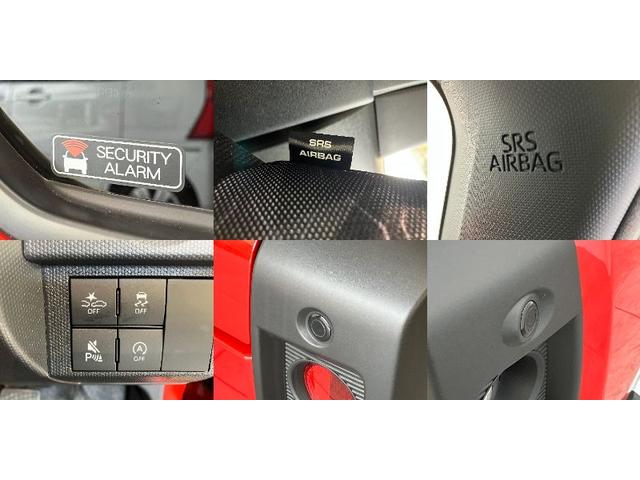 SECURITY
ALARM
SRS
AIRBAG
SRS
AIRBAG
OFF
OFF
P
A
OFF